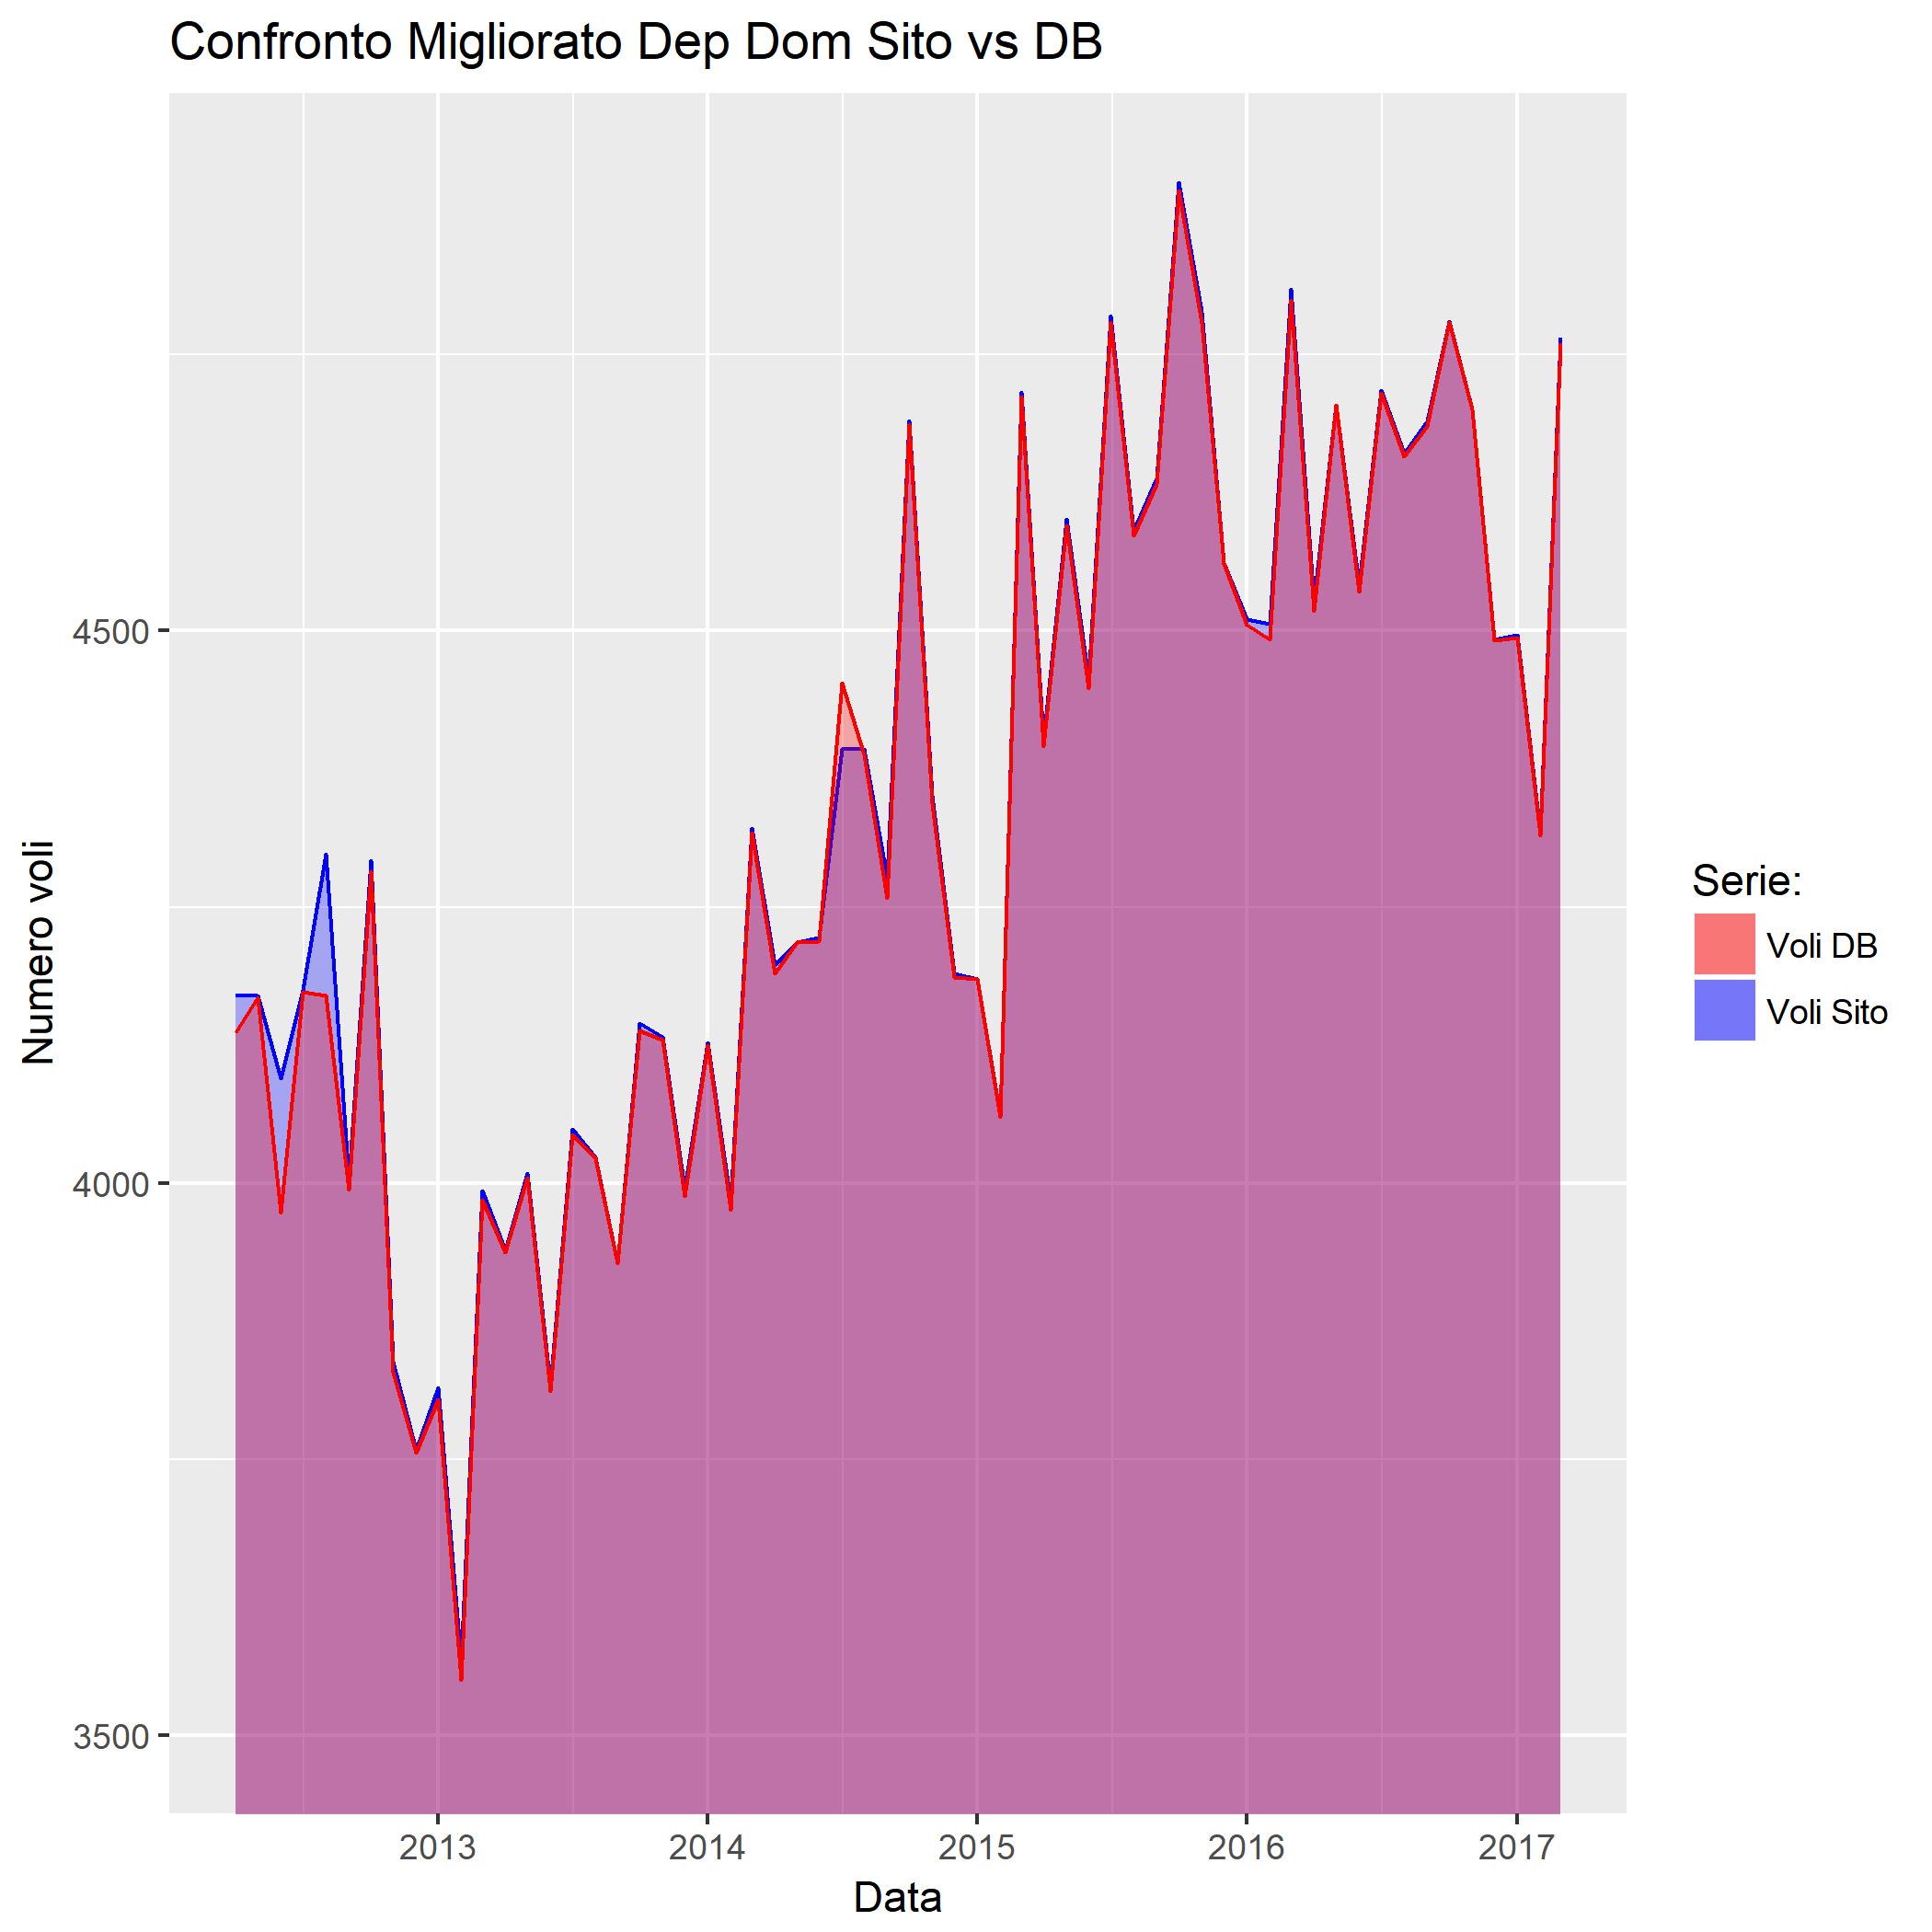 Confronto Migliorato Dep Dom Sito vs DB
Numero voli
4500
4000
3500
2013
2014
2015
2016
2017
Data
Serie:
Voli DB
Voli Sito